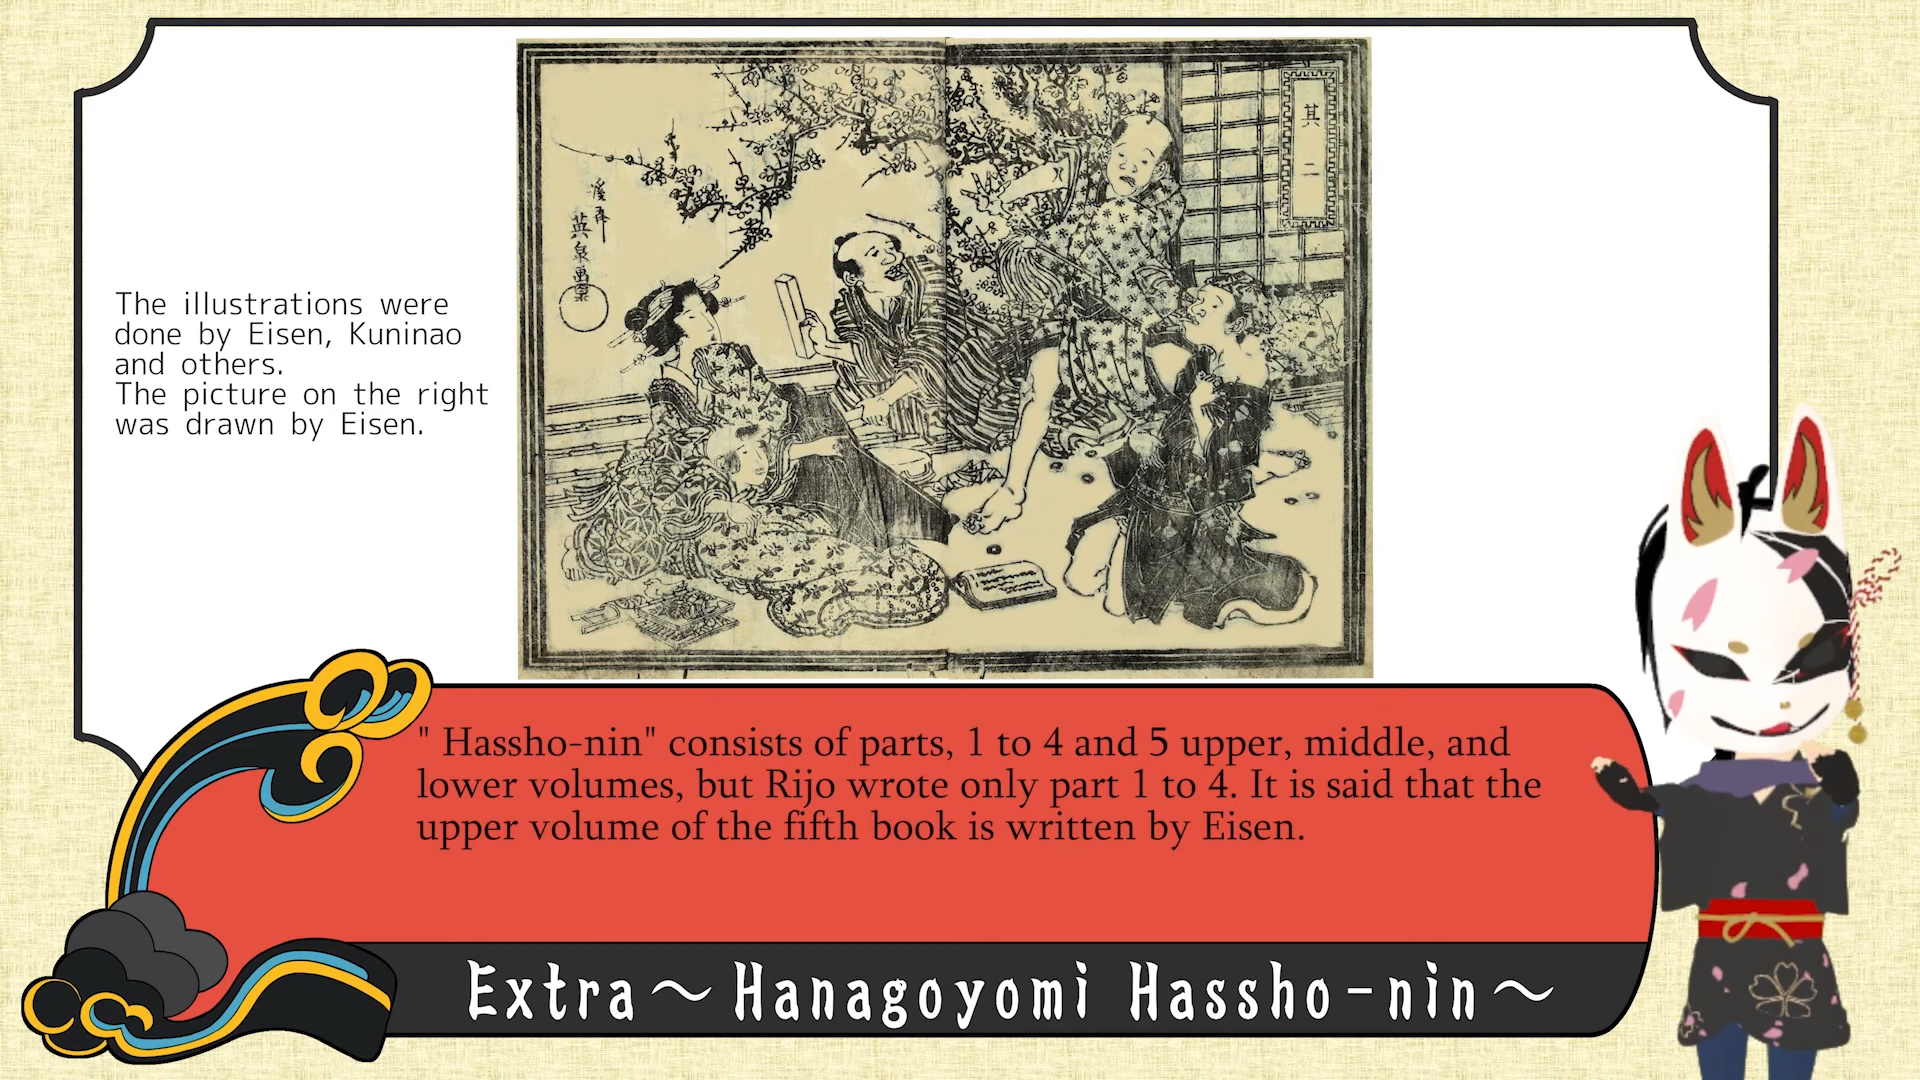 The illustrations were
done by Eisen, Kuninao
and others.
The picture on the right
was drawn by Eisen.
其二
溪斎
英泉画
" Hassho-nin" consists of parts, 1 to 4 and 5 upper, middle, and
lower volumes, but Rijo wrote only part 1 to 4. It is said that the
upper volume of the fifth book is written by Eisen.
Extra～Hanagoyomi Hassho-nin～